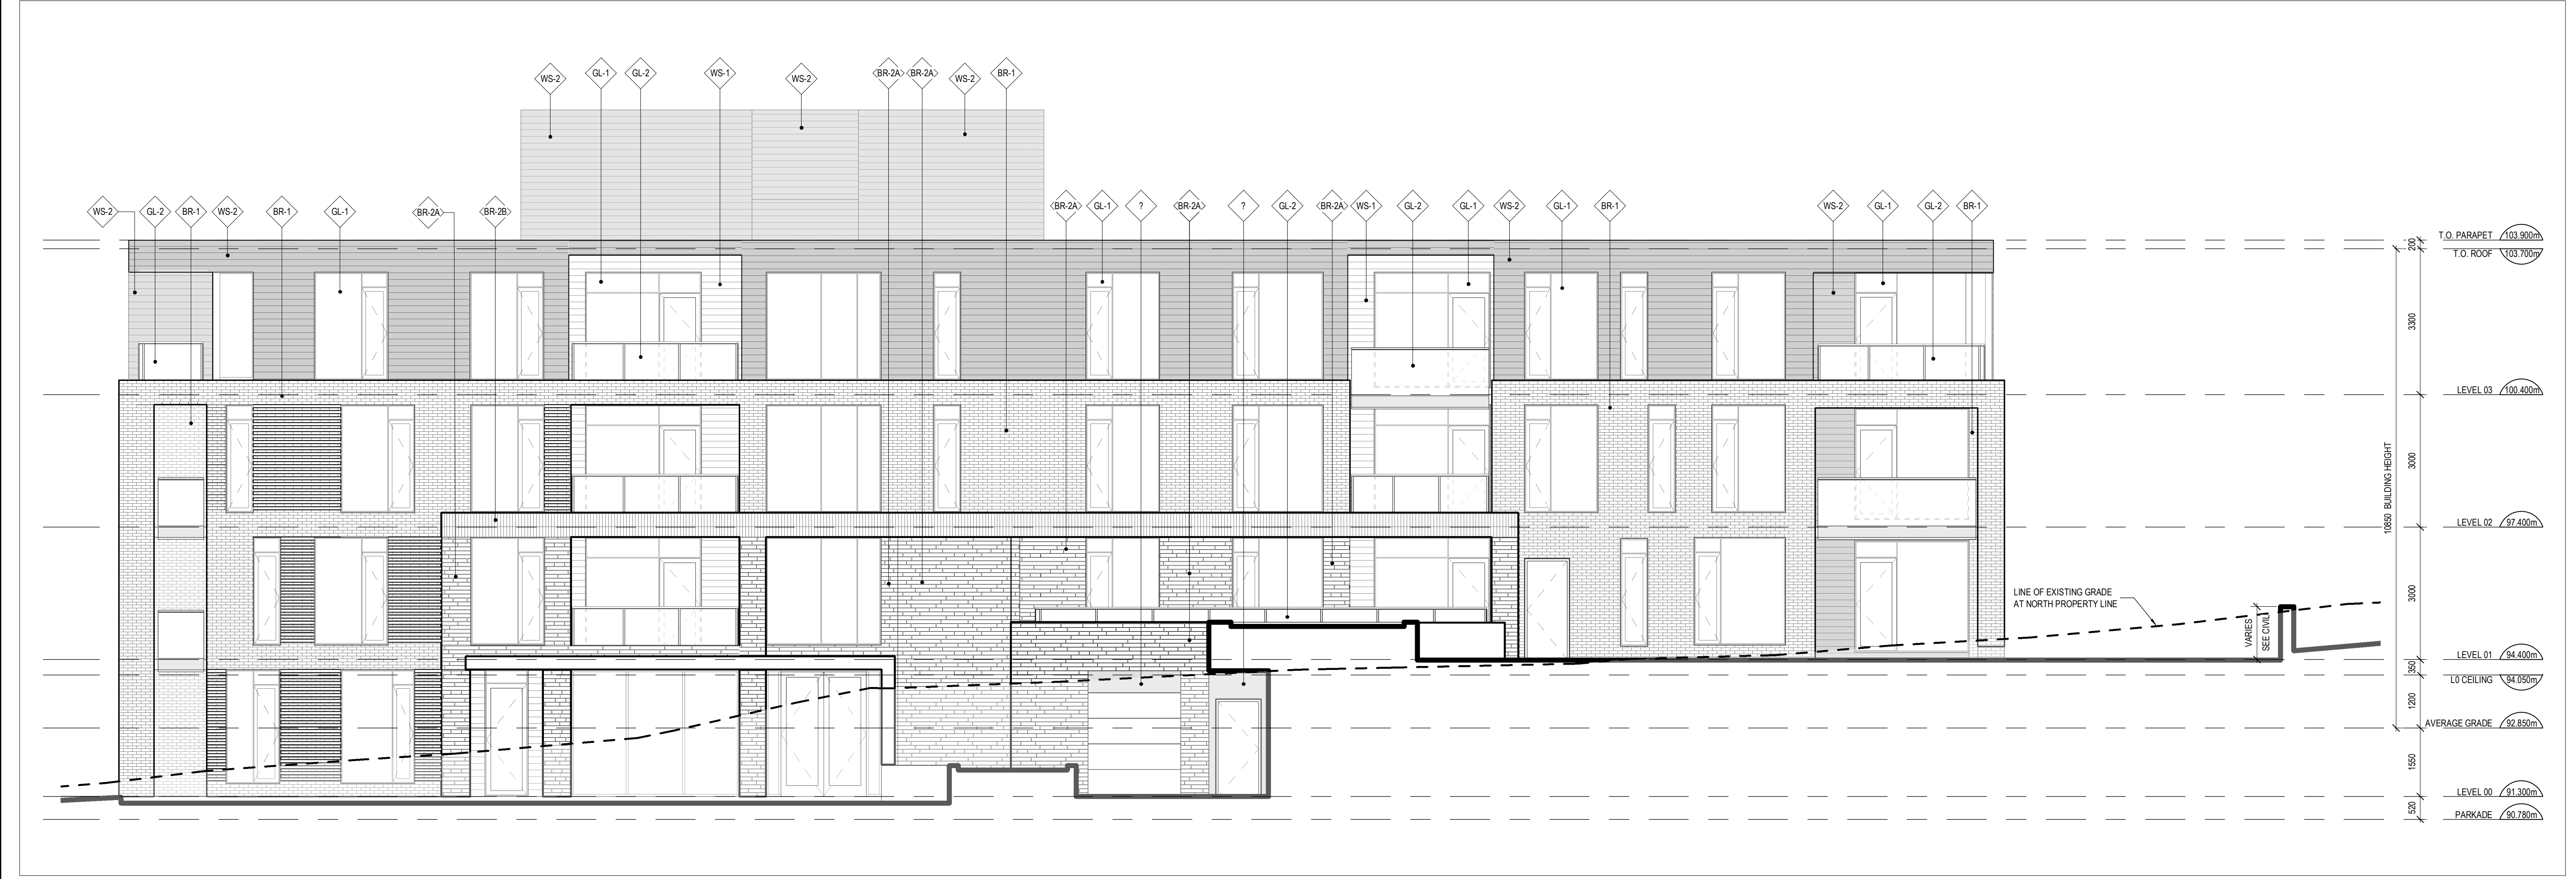 WS-2
GL-1
GL-2
WS-1
WS-2
BR-2A
BR-2A
WS-2
BR-1
WS-2
GL-2
BR-1
WS-2
BR-1
GL-1
BR-2A
BR-2B
BR-2A
GL-1
?
BR-2A
?
GL-2
BR-2A
WS-1
GL-2
GL-1
WS-2
GL-1
BR-1
WS-2
GL-1
GL-2
BR-1
T.O. PARAPET 103.900m
200
T.O. ROOF 103.700m
3300
LEVEL 03 100.400m
3000
10850 BUILDING HEIGHT
LEVEL 02 97.400m
3000
LINE OF EXISTING GRADE
AT NORTH PROPERTY LINE
VARIES
SEE CIVIL
LEVEL 01 94.400m
350
L0 CEILING 94.050m
1200
AVERAGE GRADE 92.850m
1550
LEVEL 00 91.300m
520
PARKADE 90.780m